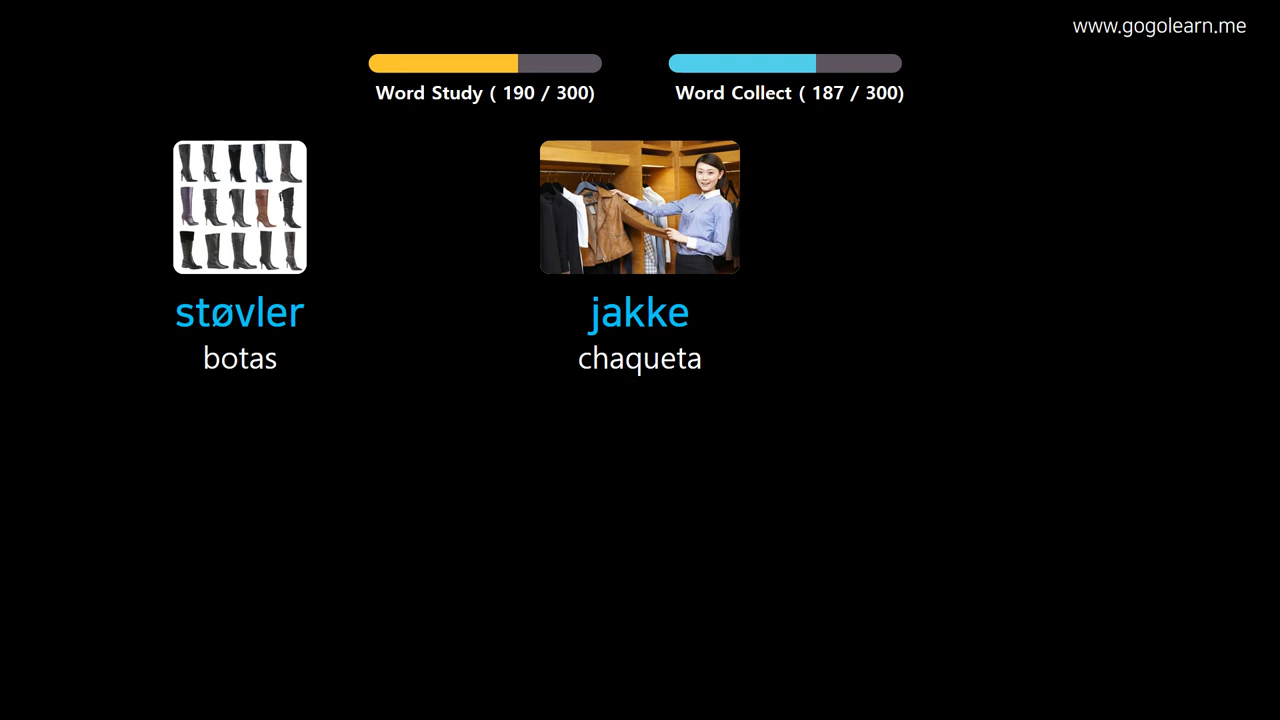 www.gogolearn.me
Word Study ( 190 / 300)
Word Collect ( 187 / 300)
støvler
botas
jakke
chaqueta